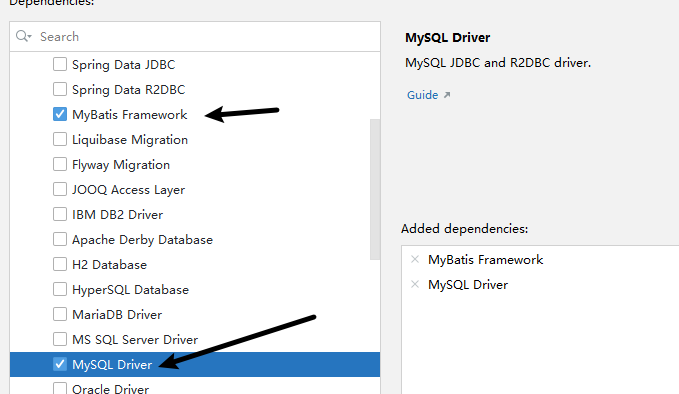 Dependencies:
Search
Spring Data JDBC
Spring Data R2DBC
MyBatis Framework
Liquibase Migration
Flyway Migration
JOOQ Access Layer
IBM DB2 Driver
Apache Derby Database
H2 Database
HyperSQL Database
MariaDB Driver
MS SQL Server Driver
MySQL Driver
Oracle Driver
MySQL Driver
MySQL JDBC and R2DBC driver.
Guide
Added dependencies:
MyBatis Framework
MySQL Driver